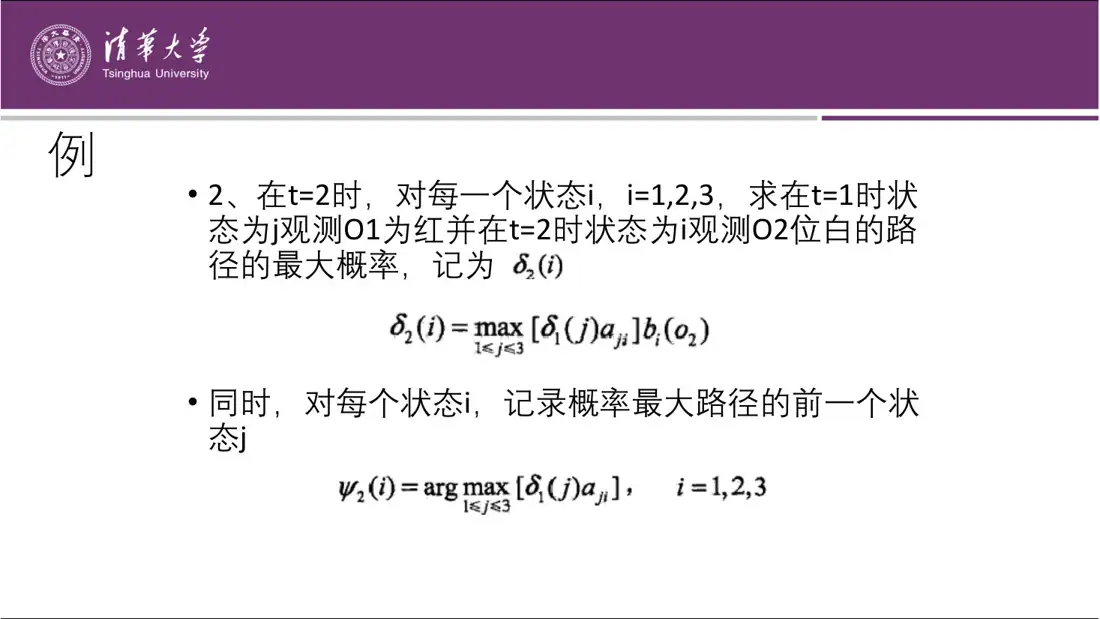 清华大学
Tsinghua University
例
• 2、在t=2时，对每一个状态i，i=1,2,3，求在t=1时状
态为j观测O1为红并在t=2时状态为i观测O2位白的路
径的最大概率，记为 δ₂(i)
δ₂(i) = max [δ₁(j)aⱼᵢ]bᵢ(o₂)
1≤j≤3
• 同时，对每个状态i，记录概率最大路径的前一个状
态j
ψ₂(i) = arg max [δ₁(j)aⱼᵢ]， i = 1,2,3
1≤j≤3